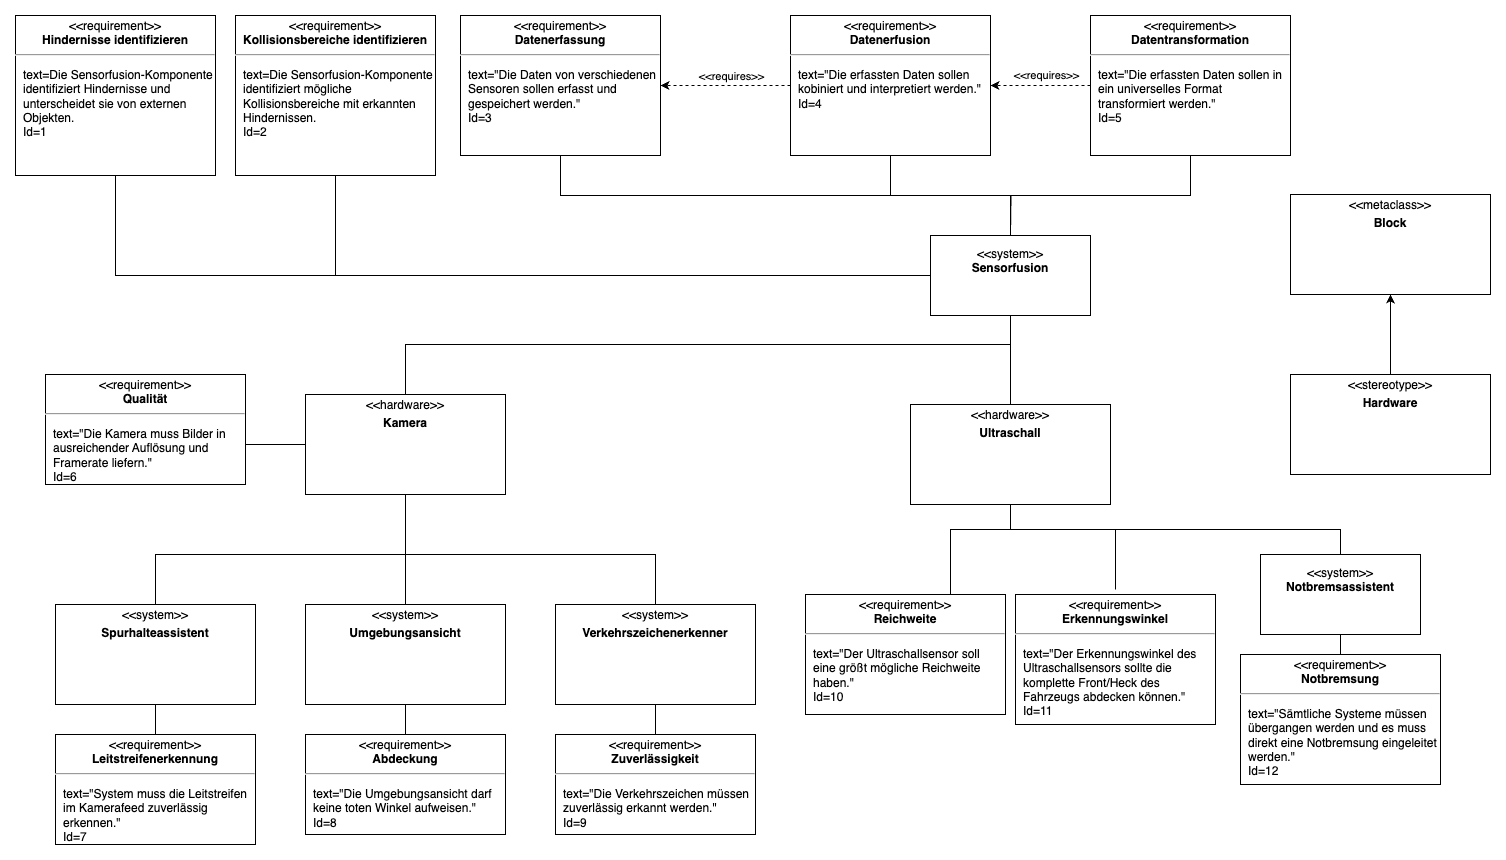 <<requirement>>
Hindernisse identifizieren
text=Die Sensorfusion-Komponente
identifiziert Hindernisse und
unterscheidet sie von externen
Objekten.
Id=1
<<requirement>>
Kollisionsbereiche identifizieren
text=Die Sensorfusion-Komponente
identifiziert mögliche
Kollisionsbereiche mit erkannten
Hindernissen.
Id=2
<<requirement>>
Datenerfassung
text="Die Daten von verschiedenen
Sensoren sollen erfasst und
gespeichert werden."
Id=3
<<requires>>
<<requirement>>
Datenerfusion
text="Die erfassten Daten sollen
kobiniert und interpretiert werden."
Id=4
<<requires>>
<<requirement>>
Datentransformation
text="Die erfassten Daten sollen in
ein universelles Format
transformiert werden."
Id=5
<<metaclass>>
Block
<<system>>
Sensorfusion
<<stereotype>>
Hardware
<<requirement>>
Qualität
text="Die Kamera muss Bilder in
ausreichender Auflösung und
Framerate liefern."
Id=6
<<hardware>>
Kamera
<<hardware>>
Ultraschall
<<system>>
Spurhalteassistent
<<system>>
Umgebungsansicht
<<system>>
Verkehrszeichenerkenner
<<requirement>>
Reichweite
text="Der Ultraschallsensor soll
eine größt mögliche Reichweite
haben."
Id=10
<<requirement>>
Erkennungswinkel
text="Der Erkennungswinkel des
Ultraschallsensors sollte die
komplette Front/Heck des
Fahrzeugs abdecken können."
Id=11
<<system>>
Notbremsassistent
<<requirement>>
Notbremsung
text="Sämtliche Systeme müssen
übergangen werden und es muss
direkt eine Notbremsung eingeleitet
werden."
Id=12
<<requirement>>
Leitstreifenerkennung
text="System muss die Leitstreifen
im Kamerafeed zuverlässig
erkennen."
Id=7
<<requirement>>
Abdeckung
text="Die Umgebungsansicht darf
keine toten Winkel aufweisen."
Id=8
<<requirement>>
Zuverlässigkeit
text="Die Verkehrszeichen müssen
zuverlässig erkannt werden."
Id=9